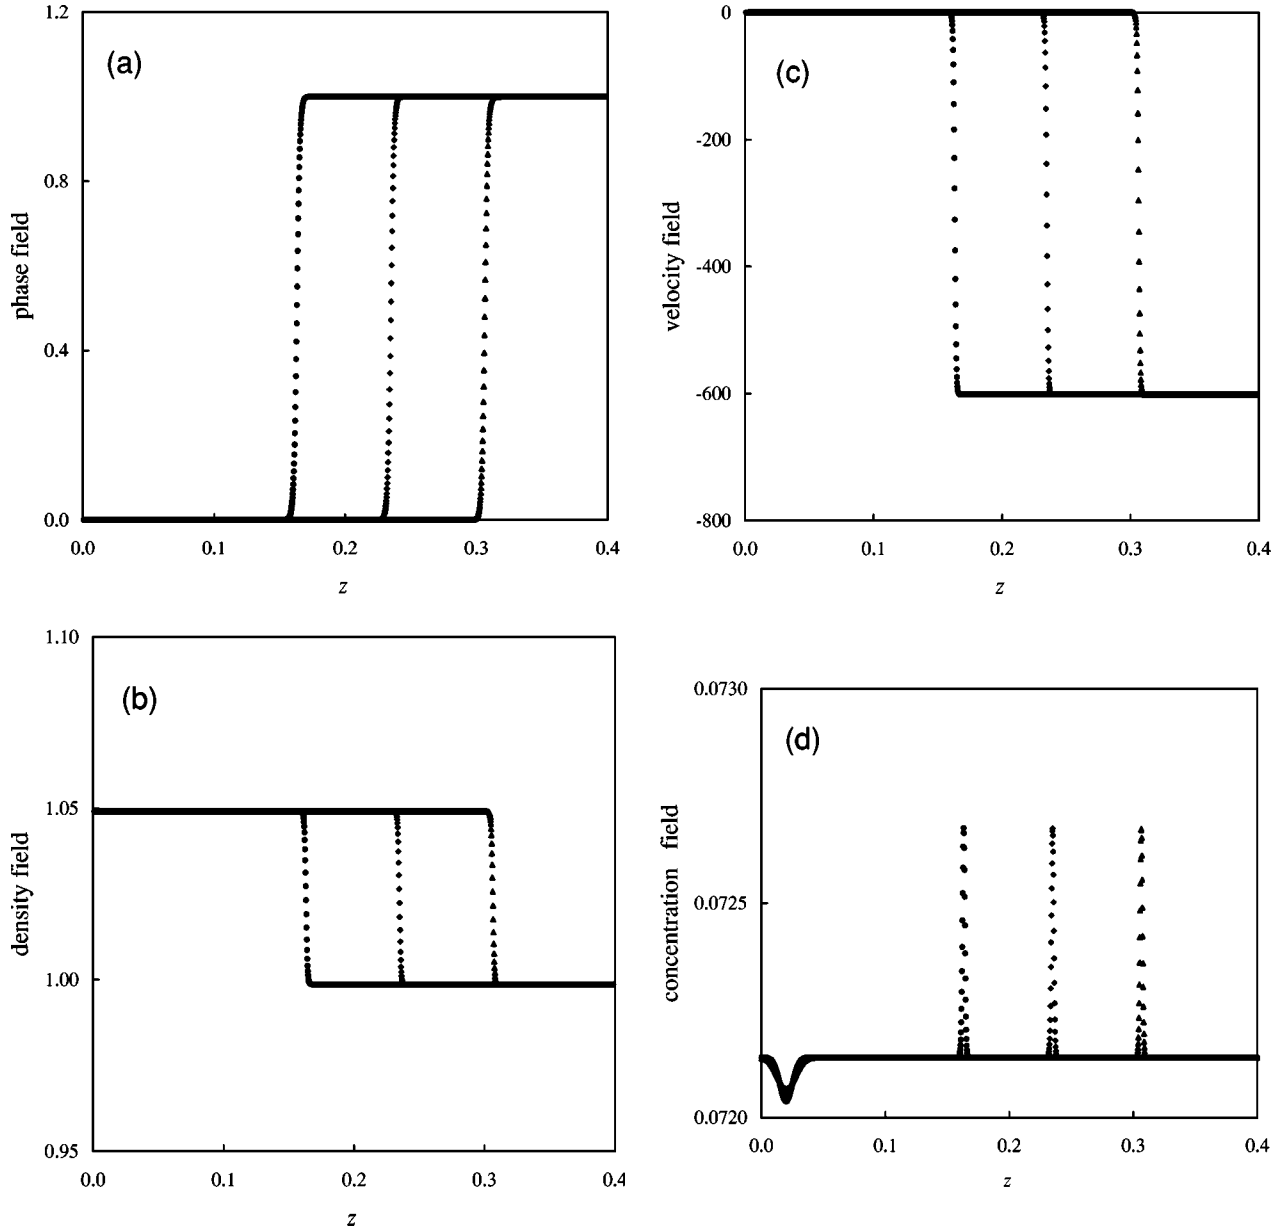 (a)
phase field
1.2
0.8
0.4
0.0
0.0 0.1 0.2 0.3 0.4
z
(c)
velocity field
0
-200
-400
-600
-800
0.0 0.1 0.2 0.3 0.4
z
(b)
density field
1.10
1.05
1.00
0.95
0.0 0.1 0.2 0.3 0.4
z
(d)
concentration field
0.0730
0.0725
0.0720
0.0 0.1 0.2 0.3 0.4
z